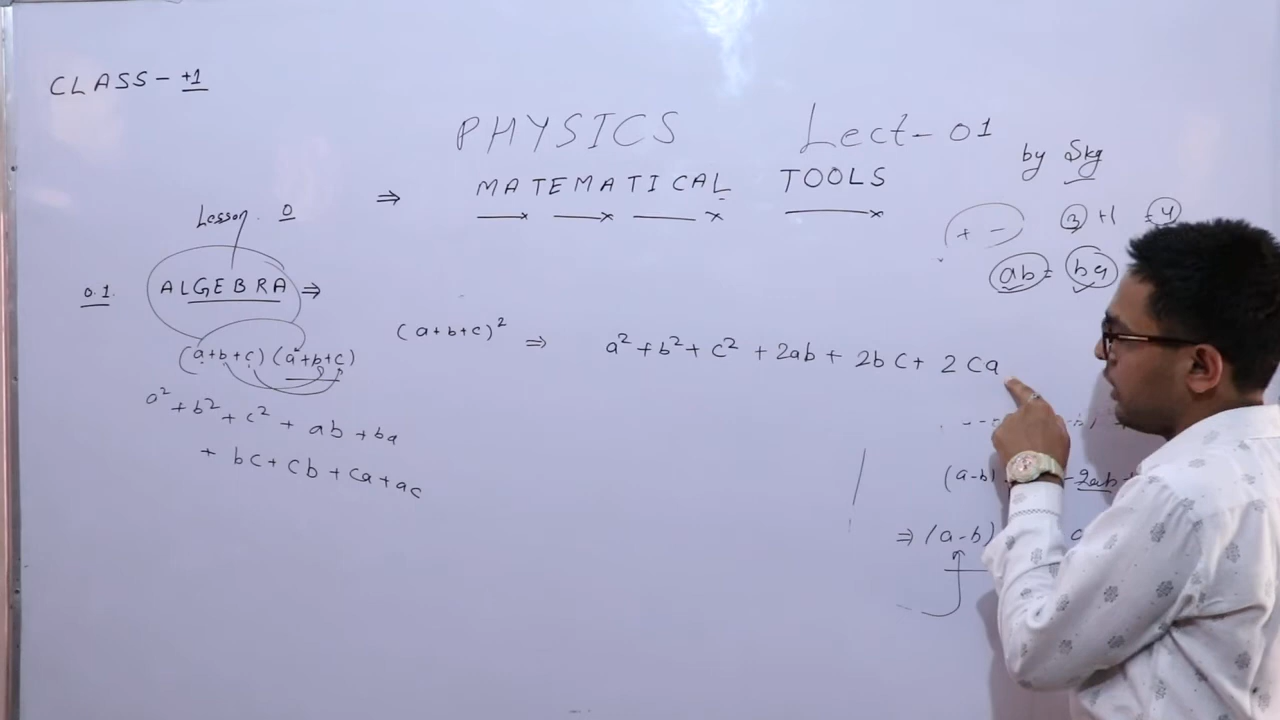 CLASS- +1
PHYSICS Lect-01
by Skg
⇒ MATEMATICAL TOOLS
Lesson. 0
+ -
3 +1 = 4
ab = ba
0.1. ALGEBRA ⇒
(a+b+c)² ⇒ a² + b² + c² + 2ab + 2bc + 2ca
(a+b+c)(a+b+c)
a² + b² + c² + ab + ba
+ bc + cb + ca + ac
(a-b) -2ab
⇒ (a-b)